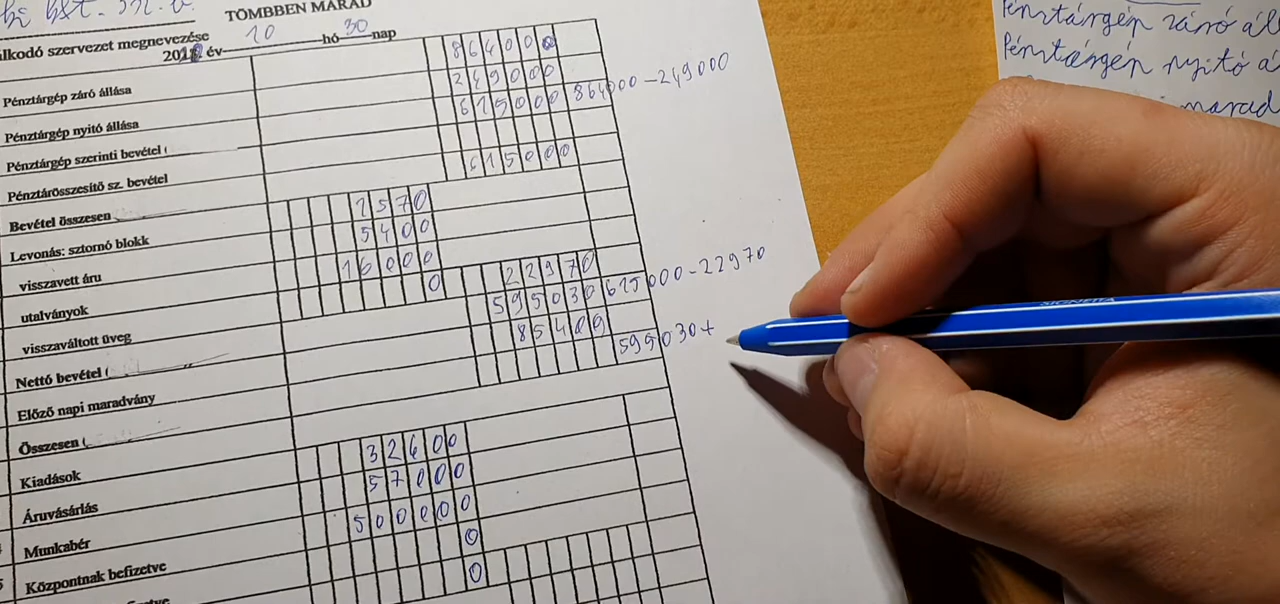 TÖMBBEN MARAD
lkodó szervezet megnevezése
2018 év 10 hó 30 nap
Pénztárgép záró állása
864000
Pénztárgép nyitó állása
249000
Pénztárgép szerinti bevétel (
615000 864000-249000
Pénztárösszesítő sz. bevétel
Bevétel összesen
615000
Levonás: sztornó blokk
1570
visszavett áru
5400
utalványok
16000
visszaváltott üveg
0 22970
Nettó bevétel (
595030 615000-22970
Előző napi maradvány
85400
Összesen (
595030+
Kiadások
Áruvásárlás
32600
Munkabér
57000
Központnak befizetve
500000
0
0
Pénztárgép záró áll
Pénztárgép nyitó á
marad